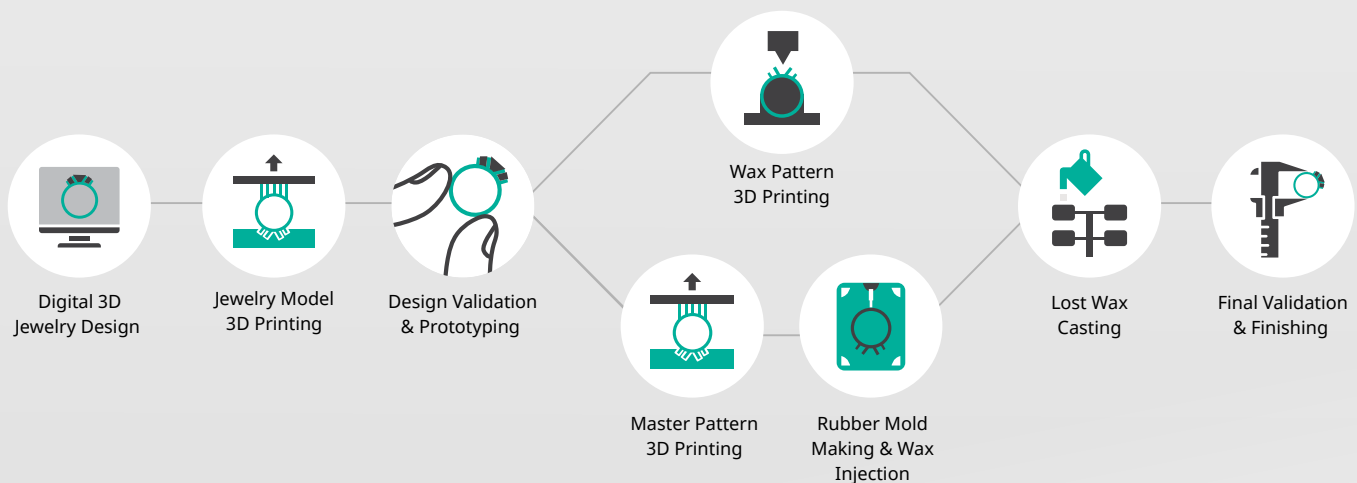 Digital 3D
Jewelry Design
Jewelry Model
3D Printing
Design Validation
& Prototyping
Wax Pattern
3D Printing
Master Pattern
3D Printing
Rubber Mold
Making & Wax
Injection
Lost Wax
Casting
Final Validation
& Finishing